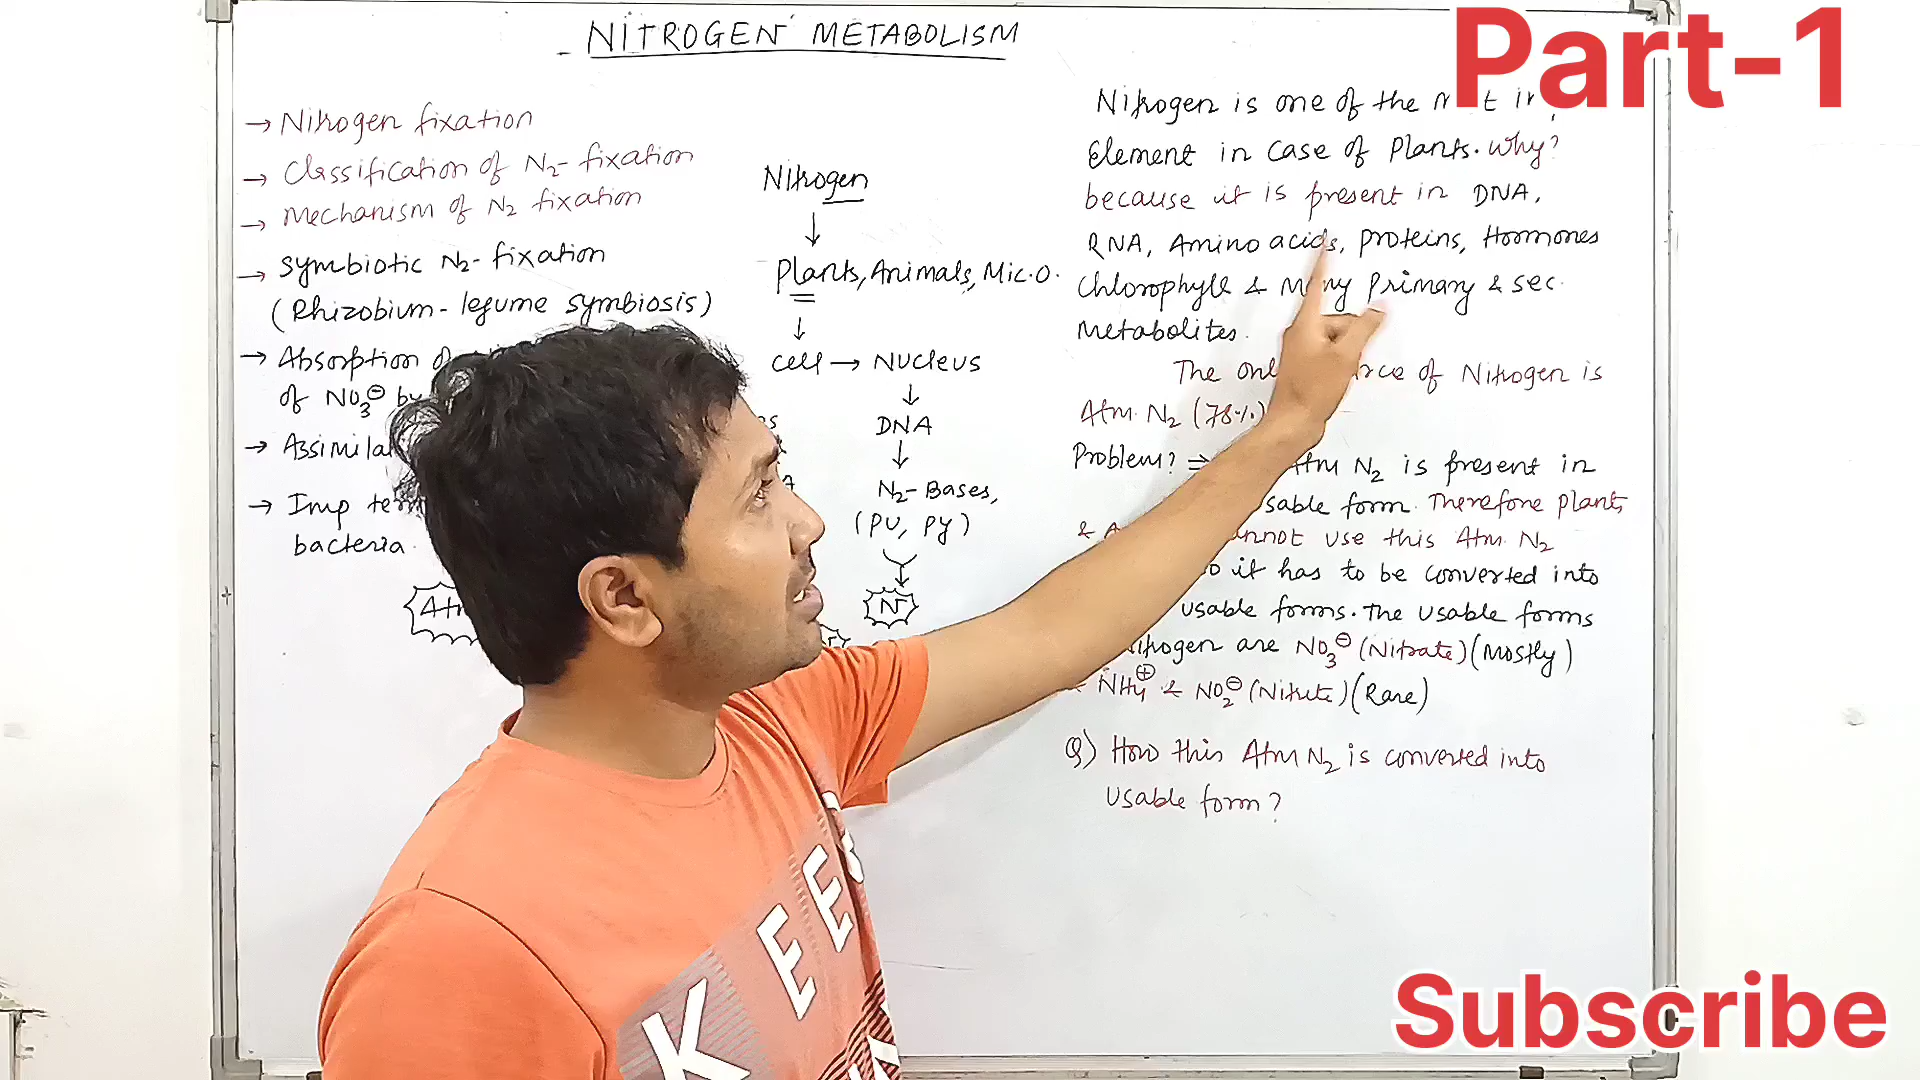 NITROGEN METABOLISM
Part-1
→ Nitrogen fixation
→ Classification of N2- fixation
→ Mechanism of N2 fixation
→ Symbiotic N2- fixation
(Rhizobium - legume symbiosis)
→ Absorption
of NO3⊖ by
→
→ Imp
bacteria.
Nitrogen
↓
Plants, Animals, Mic.O.
↓
cell → Nucleus
↓
DNA
↓
N2- Bases,
(PU, PY)
↓
N
Nitrogen is one of the
Element in case of Plants. Why?
because it is present in DNA,
RNA, Amino acids, Proteins, Hormones
Chlorophyll & Many Primary & sec.
Metabolites.
The of Nitrogen is
Atm. N2 (78%)
Problem? ⇒ Atm N2 is present in
form. Therefore plants
& use this Atm. N2
it has to be converted into
usable forms. The usable forms
are NO3⊖ (Nitrate) (Mostly)
NH4⊕ & NO2⊖ (Nitrite) (Rare)
Q) How this Atm N2 is converted into
usable form?
KEE
Subscribe